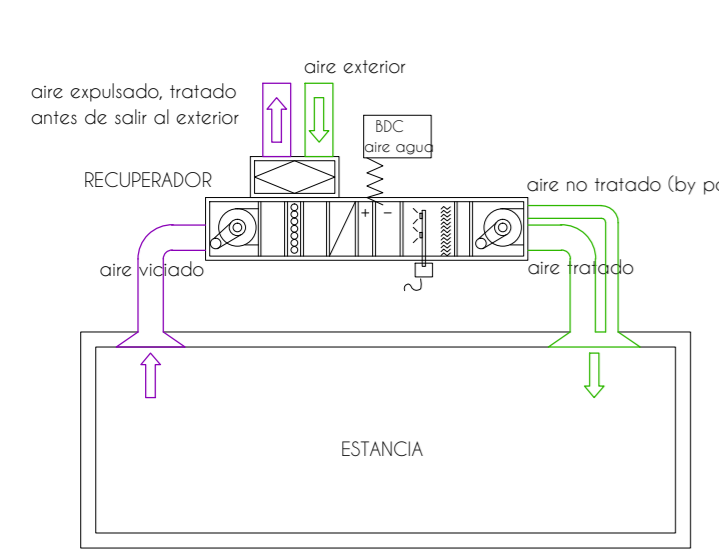 aire exterior
aire expulsado, tratado
antes de salir al exterior
BDC
aire agua
RECUPERADOR
aire no tratado (by pa
+ −
aire viciado
aire tratado
ESTANCIA